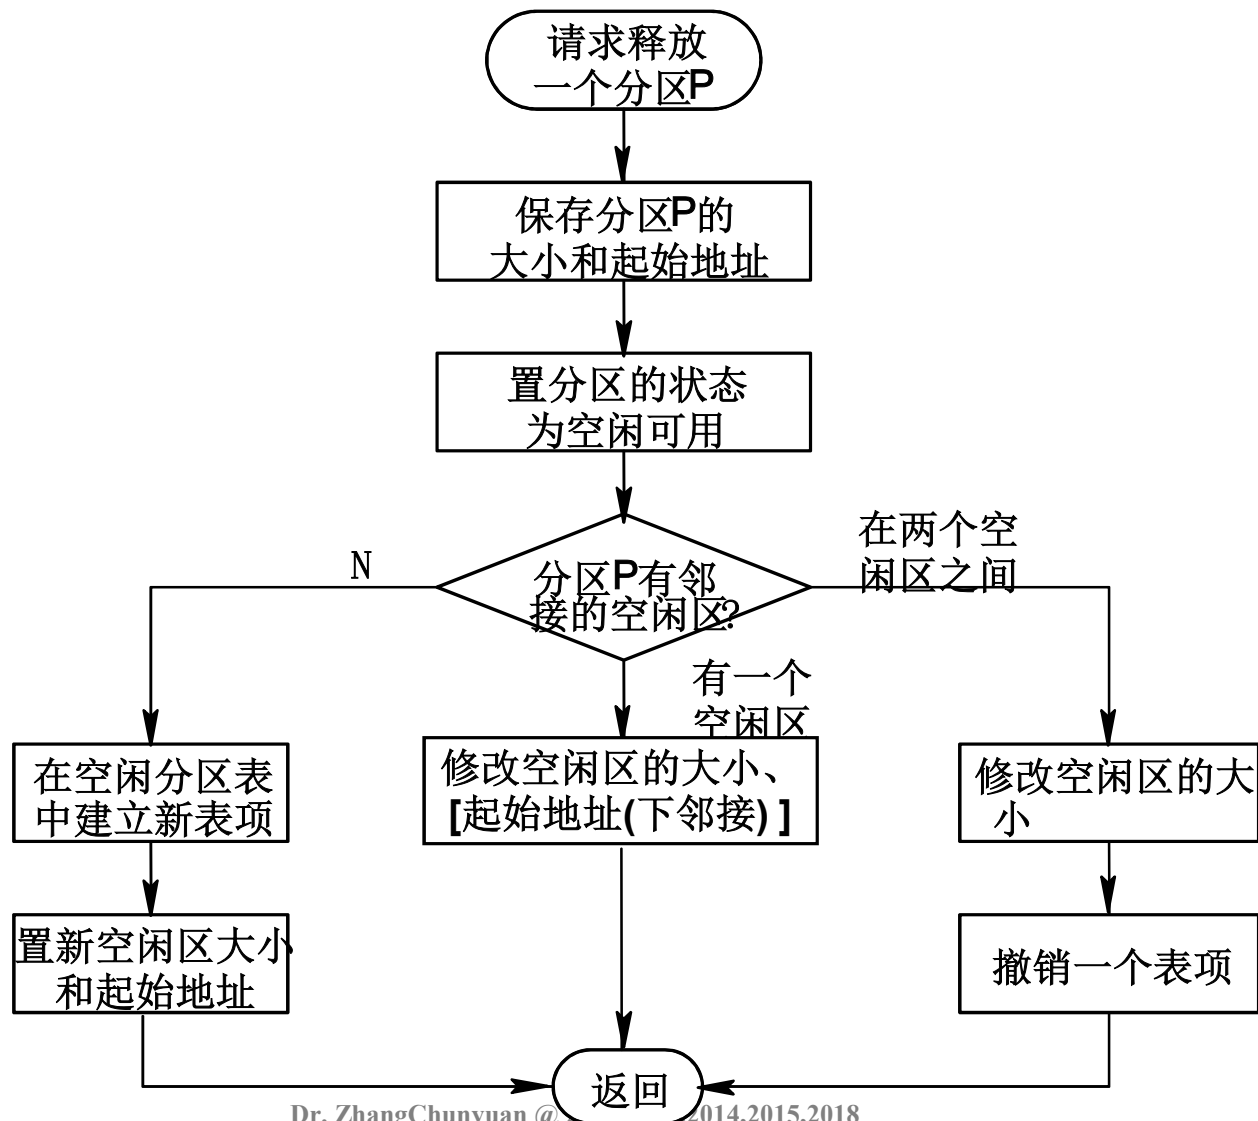 请求释放
一个分区P
保存分区P的
大小和起始地址
置分区的状态
为空闲可用
在两个空
闲区之间
N
分区P有邻
接的空闲区?
有一个
空闲区
在空闲分区表
中建立新表项
修改空闲区的大小、
[起始地址(下邻接) ]
修改空闲区的大
小
置新空闲区大小
和起始地址
撤销一个表项
返回
Dr. ZhangChunyuan @ 2014,2015,2018